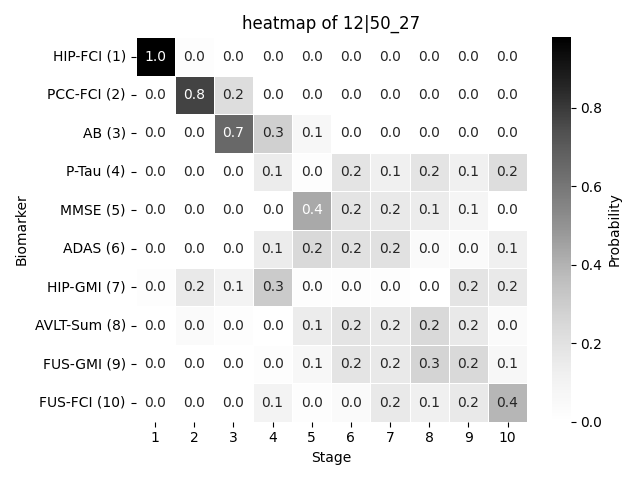 heatmap of 12|50_27
HIP-FCI (1) 1.0 0.0 0.0 0.0 0.0 0.0 0.0 0.0 0.0 0.0
PCC-FCI (2) 0.0 0.8 0.2 0.0 0.0 0.0 0.0 0.0 0.0 0.0
AB (3) 0.0 0.0 0.7 0.3 0.1 0.0 0.0 0.0 0.0 0.0
P-Tau (4) 0.0 0.0 0.0 0.1 0.0 0.2 0.1 0.2 0.1 0.2
MMSE (5) 0.0 0.0 0.0 0.0 0.4 0.2 0.2 0.1 0.1 0.0
ADAS (6) 0.0 0.0 0.0 0.1 0.2 0.2 0.2 0.0 0.0 0.1
HIP-GMI (7) 0.0 0.2 0.1 0.3 0.0 0.0 0.0 0.0 0.2 0.2
AVLT-Sum (8) 0.0 0.0 0.0 0.0 0.1 0.2 0.2 0.2 0.2 0.0
FUS-GMI (9) 0.0 0.0 0.0 0.0 0.1 0.2 0.2 0.3 0.2 0.1
FUS-FCI (10) 0.0 0.0 0.0 0.1 0.0 0.0 0.2 0.1 0.2 0.4
1 2 3 4 5 6 7 8 9 10
Stage
Biomarker
0.8
0.6
0.4
0.2
0.0
Probability